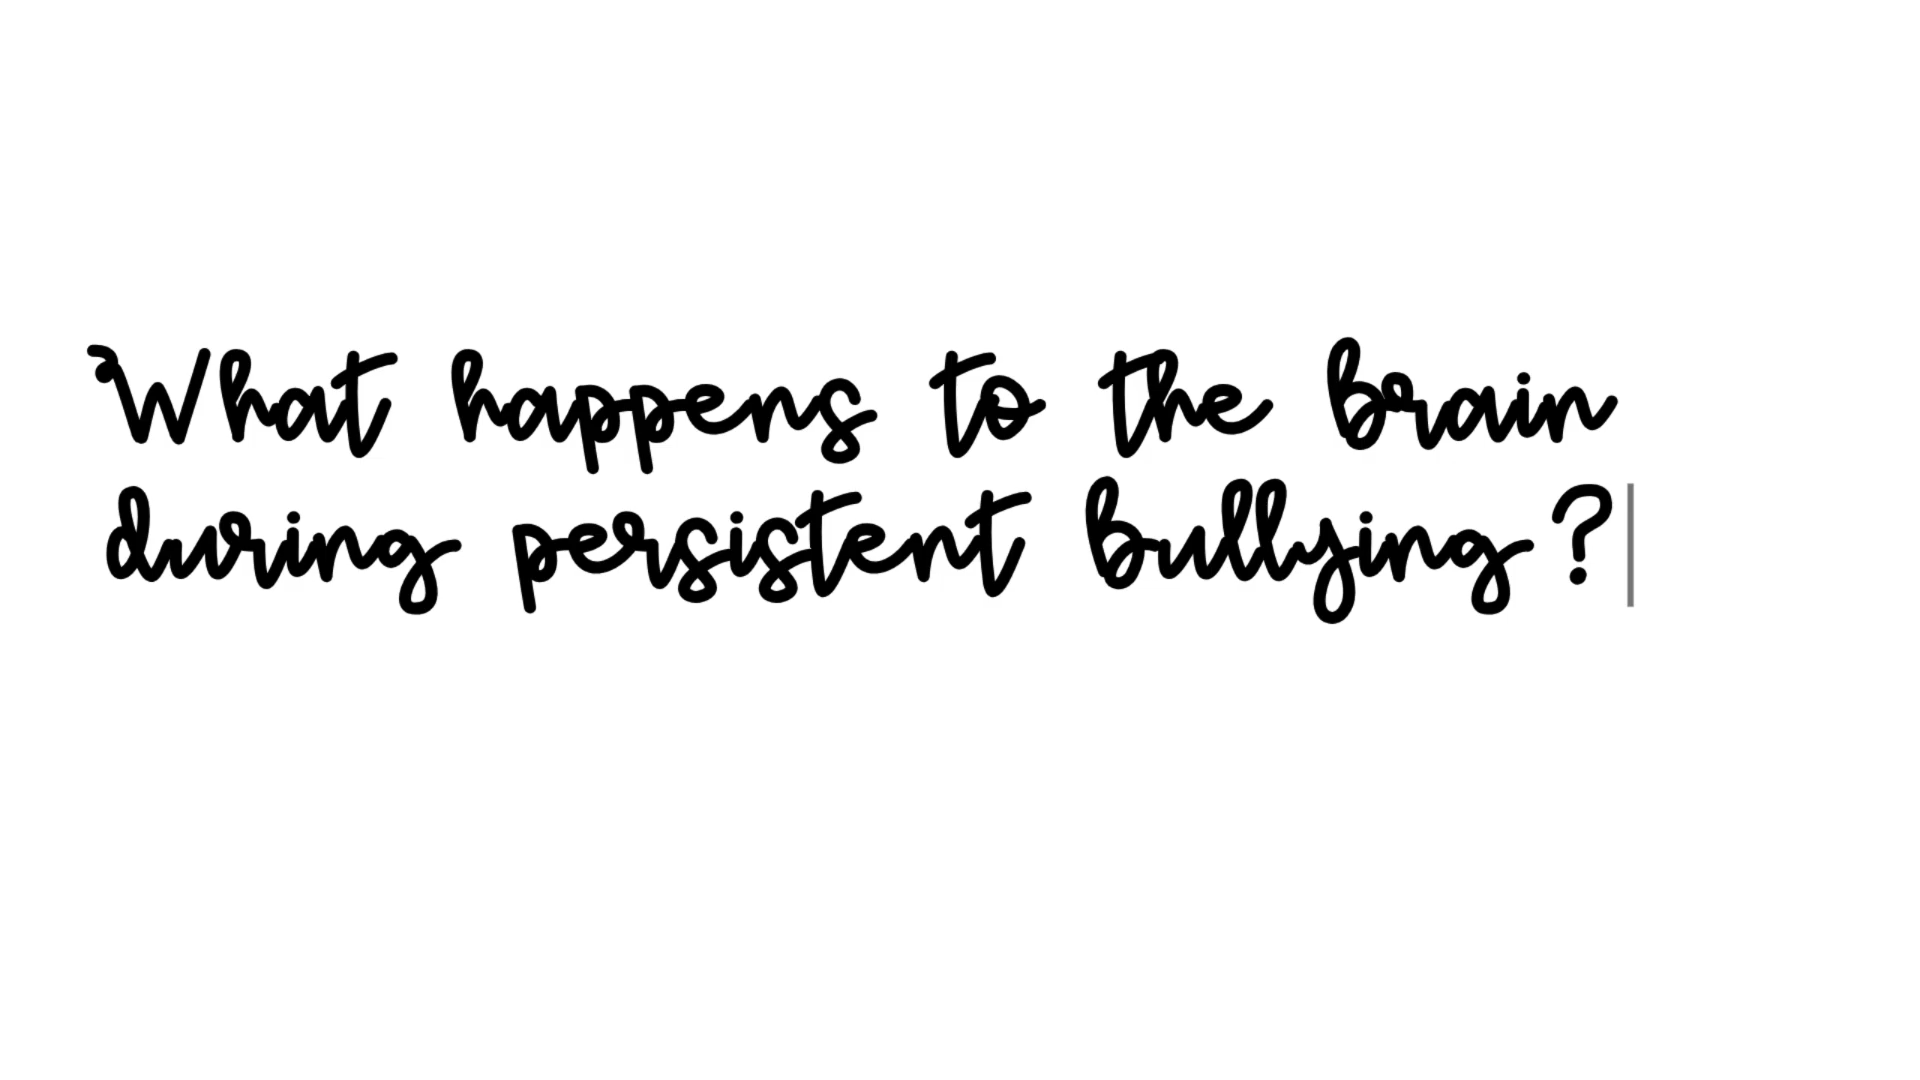 What happens to the brain
during persistent bullying?